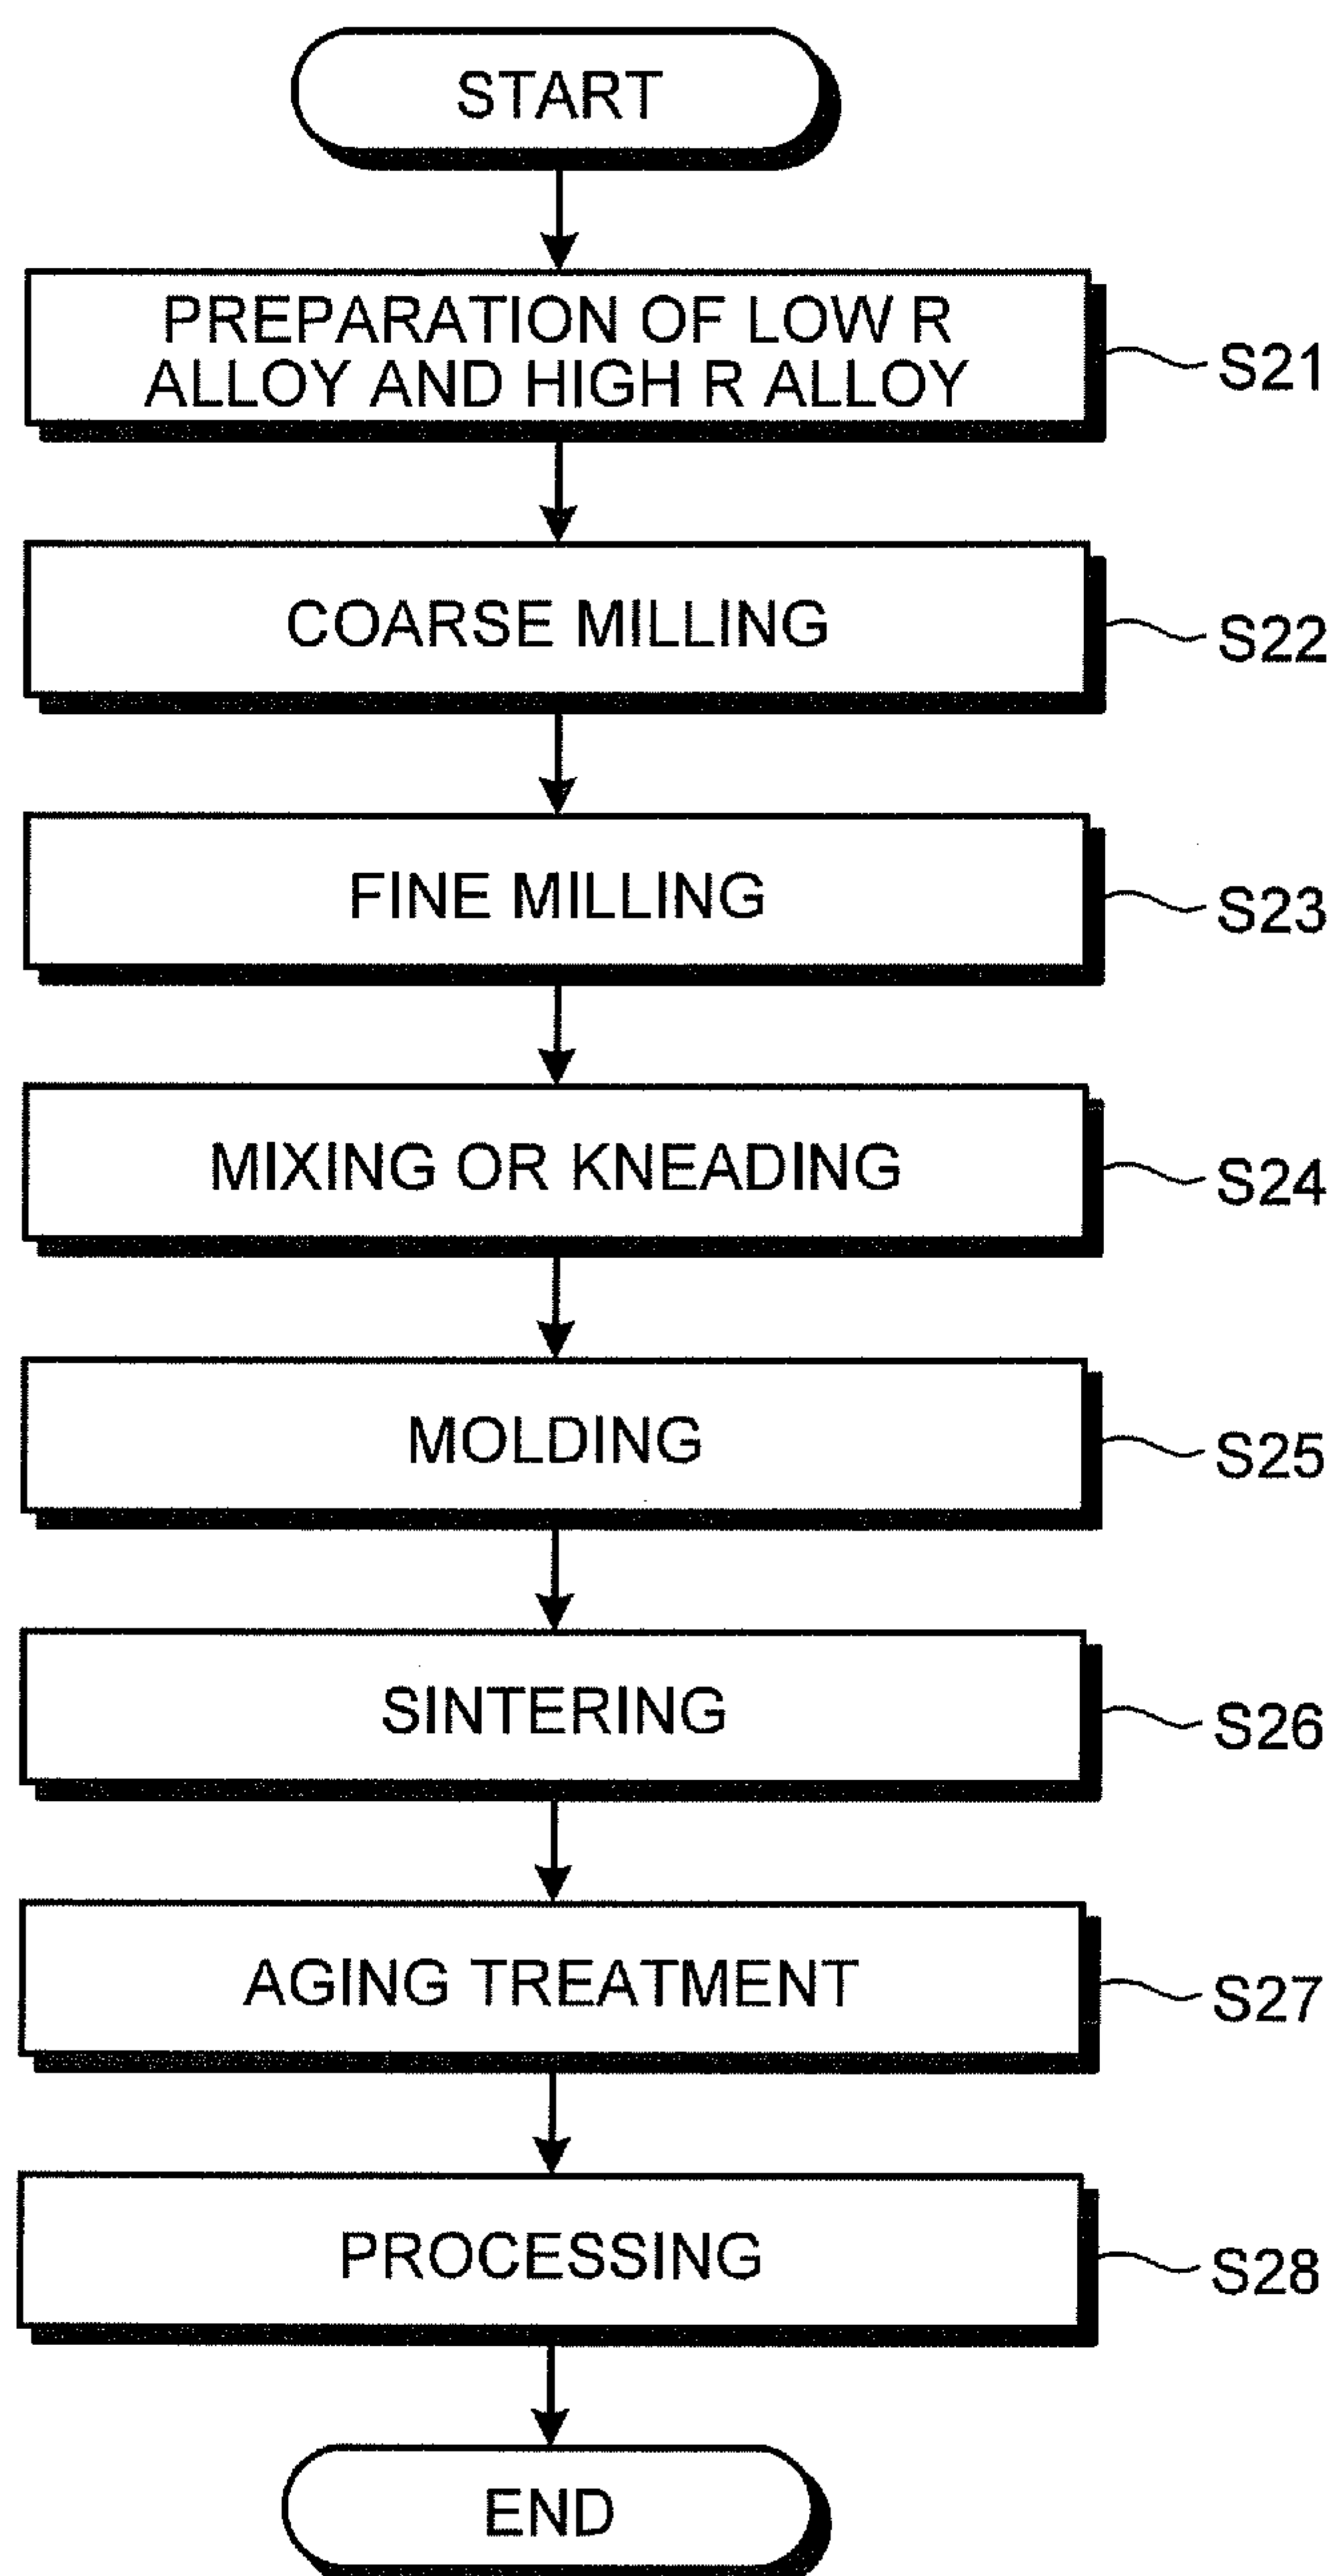 START
PREPARATION OF LOW R
ALLOY AND HIGH R ALLOY
S21
COARSE MILLING
S22
FINE MILLING
S23
MIXING OR KNEADING
S24
MOLDING
S25
SINTERING
S26
AGING TREATMENT
S27
PROCESSING
S28
END